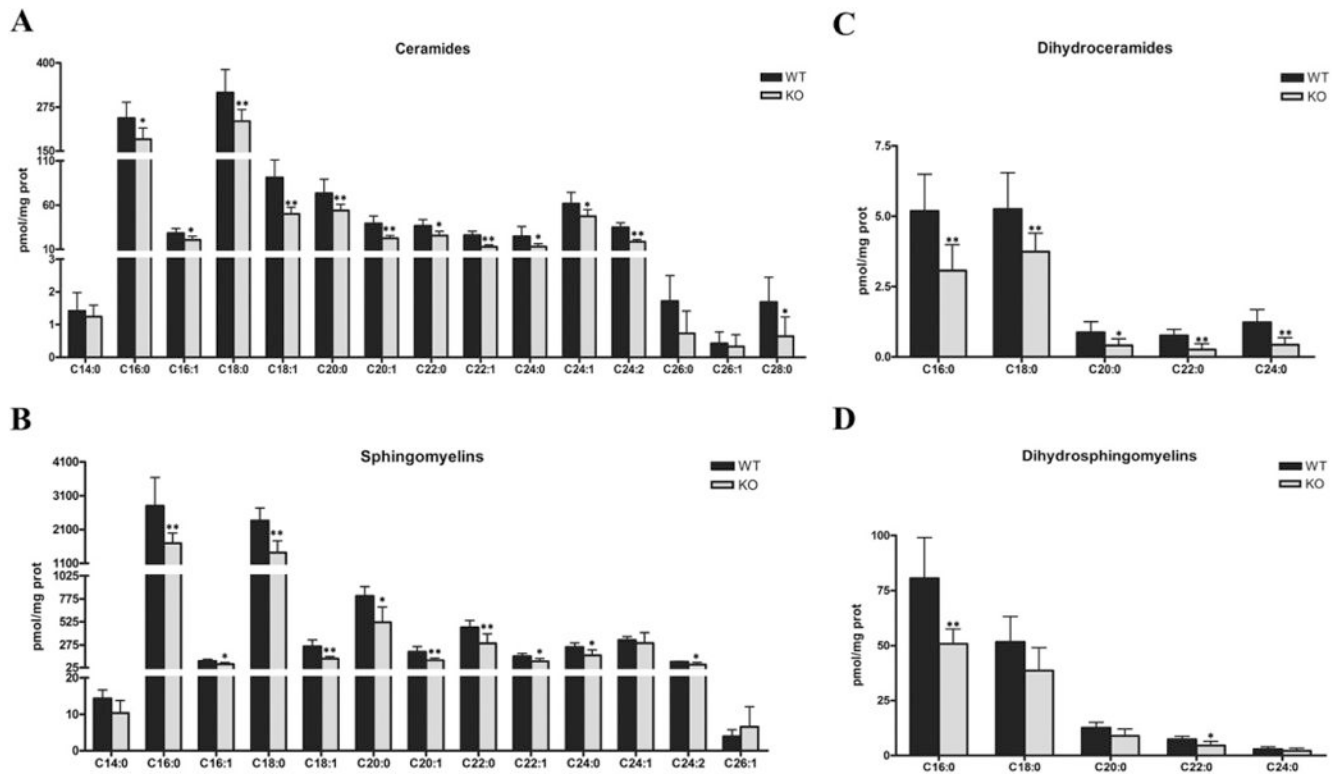 A
Ceramides
WT
KO
pmol/mg prot
400
275
150
110
60
10
3
2
1
0
C14:0 C16:0 C16:1 C18:0 C18:1 C20:0 C20:1 C22:0 C22:1 C24:0 C24:1 C24:2 C26:0 C26:1 C28:0
* ** * ** ** ** * ** * * ** *
B
Sphingomyelins
WT
KO
pmol/mg prot
4100
3100
2100
1100
1025
775
525
275
25
20
10
0
C14:0 C16:0 C16:1 C18:0 C18:1 C20:0 C20:1 C22:0 C22:1 C24:0 C24:1 C24:2 C26:1
** * ** ** * ** ** * * *
C
Dihydroceramides
WT
KO
pmol/mg prot
7.5
5.0
2.5
0.0
C16:0 C18:0 C20:0 C22:0 C24:0
** ** * ** **
D
Dihydrosphingomyelins
WT
KO
pmol/mg prot
100
75
50
25
0
C16:0 C18:0 C20:0 C22:0 C24:0
** *